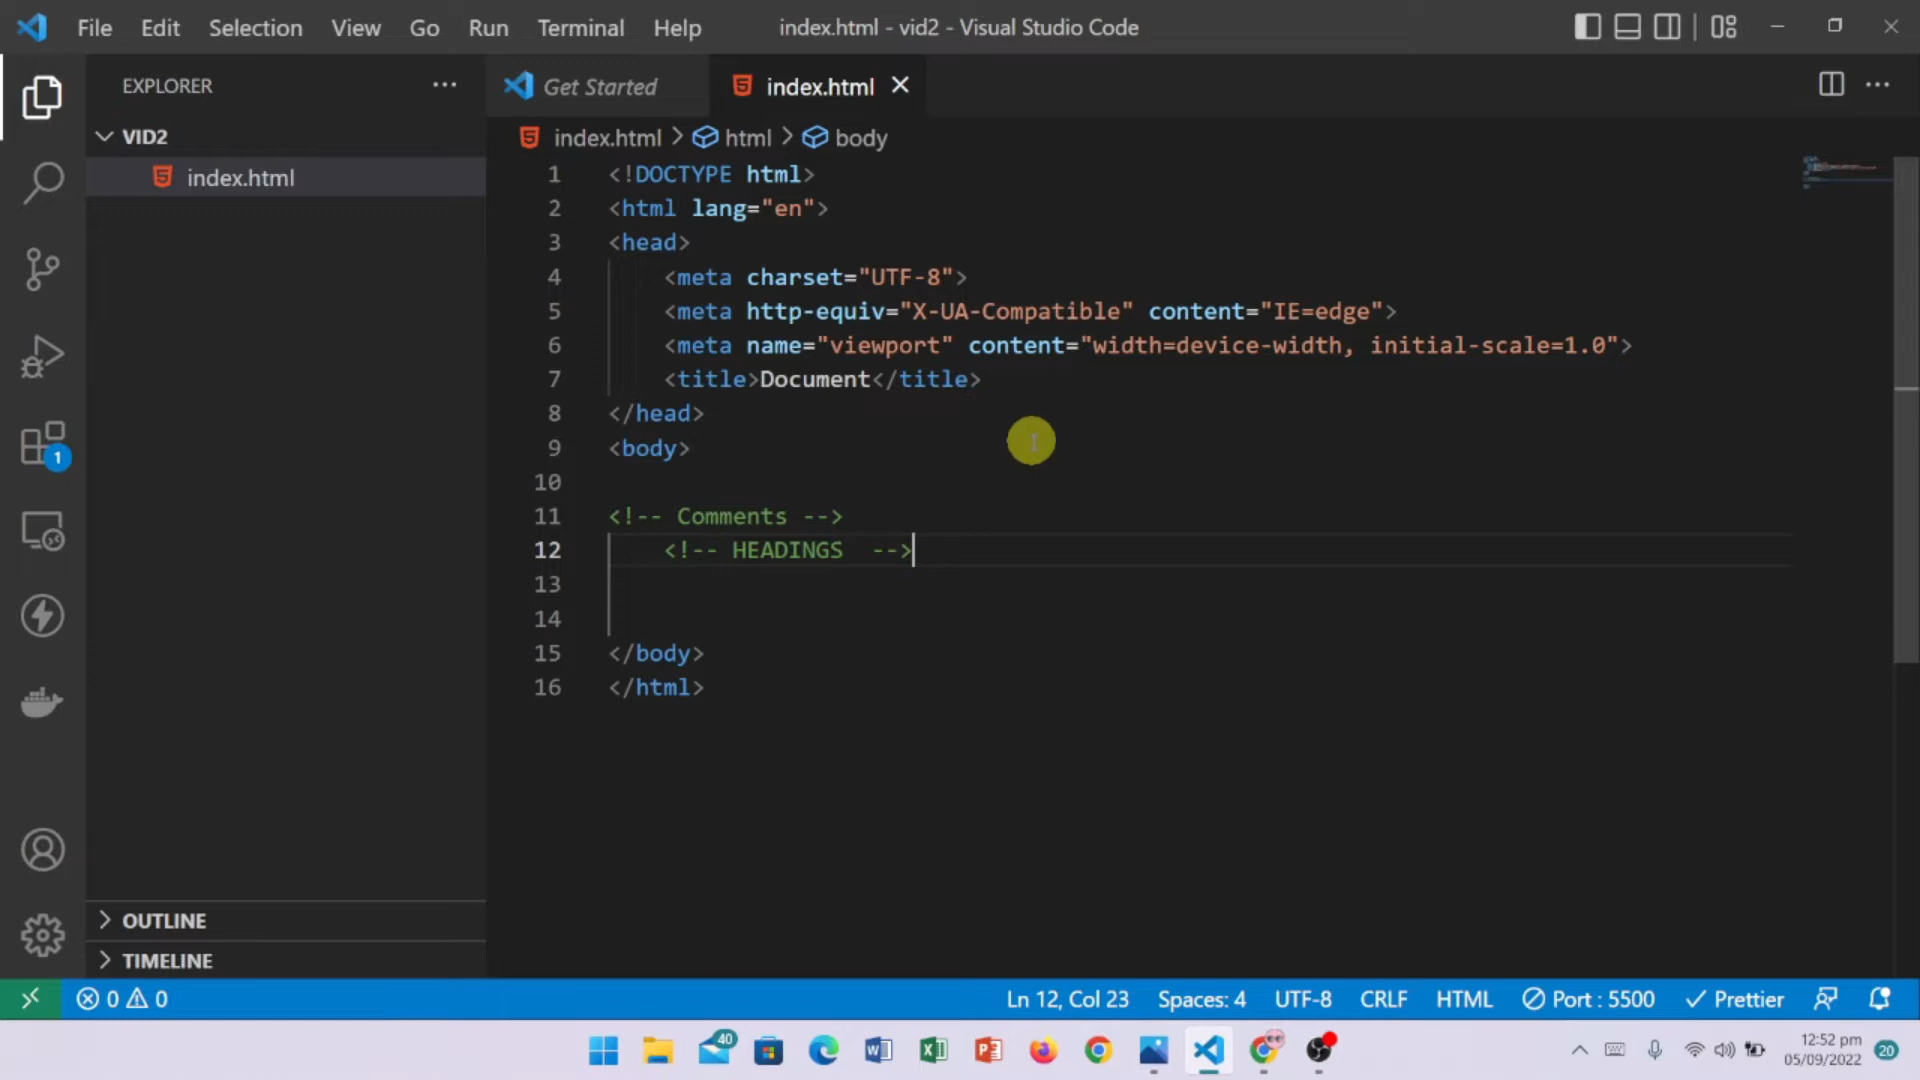 File Edit Selection View Go Run Terminal Help index.html - vid2 - Visual Studio Code
EXPLORER
VID2
index.html
OUTLINE
TIMELINE
1
Get Started index.html
index.html > html > body
1 <!DOCTYPE html>
2 <html lang="en">
3 <head>
4 <meta charset="UTF-8">
5 <meta http-equiv="X-UA-Compatible" content="IE=edge">
6 <meta name="viewport" content="width=device-width, initial-scale=1.0">
7 <title>Document</title>
8 </head>
9 <body>
10
11 <!-- Comments -->
12 <!-- HEADINGS  -->
13
14
15 </body>
16 </html>
0 0 Ln 12, Col 23 Spaces: 4 UTF-8 CRLF HTML Port : 5500 Prettier
40
12:52 pm
05/09/2022
20